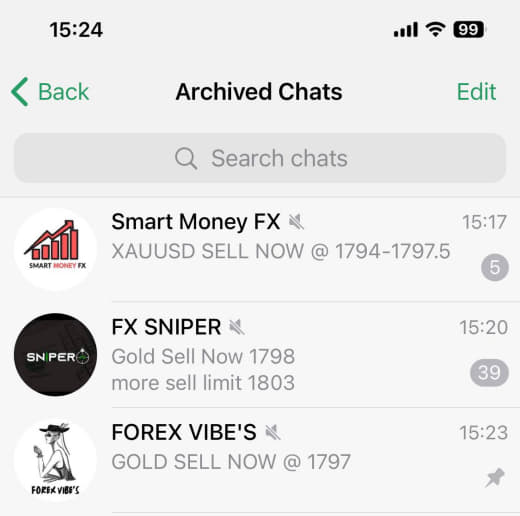 15:24
99
Back
Archived Chats
Edit
Search chats
Smart Money FX
15:17
XAUUSD SELL NOW @ 1794-1797.5
5
SMART MONEY FX
FX SNIPER
15:20
SNIPER
Gold Sell Now 1798
more sell limit 1803
39
FOREX VIBE'S
15:23
GOLD SELL NOW @ 1797
FOREX VIBE'S